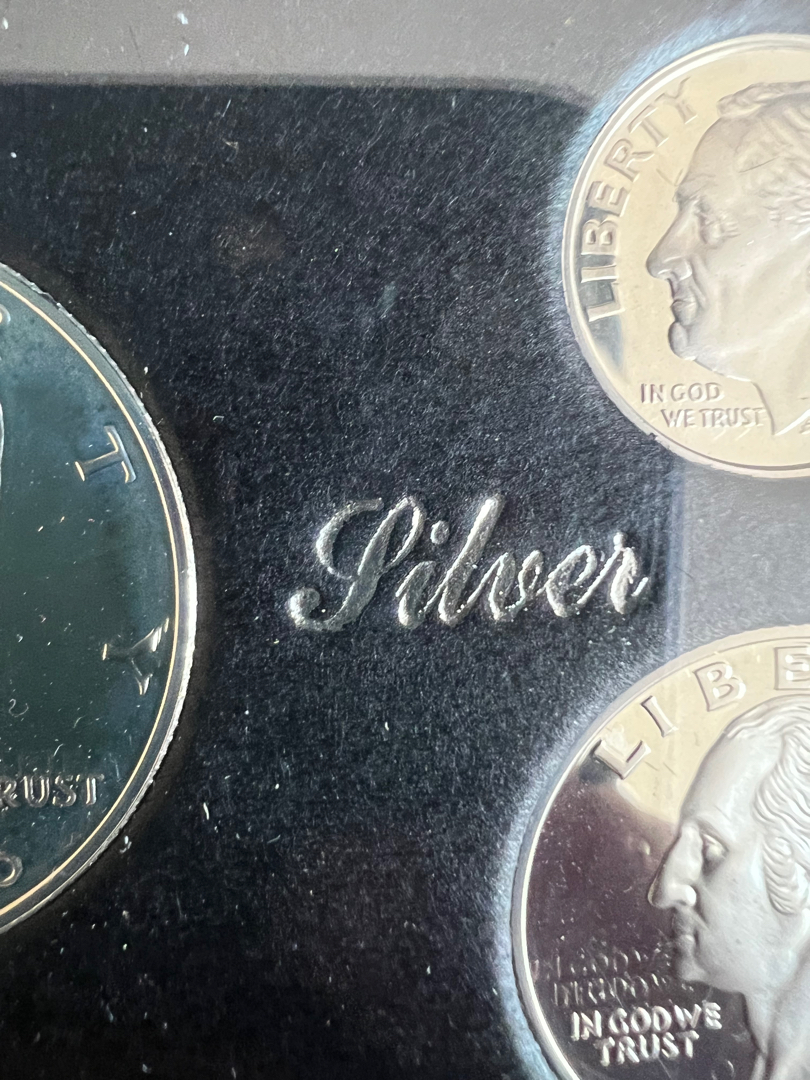 LIBERTY
IN GOD
WE TRUST
Silver
T
Y
RUST
LIBE
IN GOD WE
TRUST